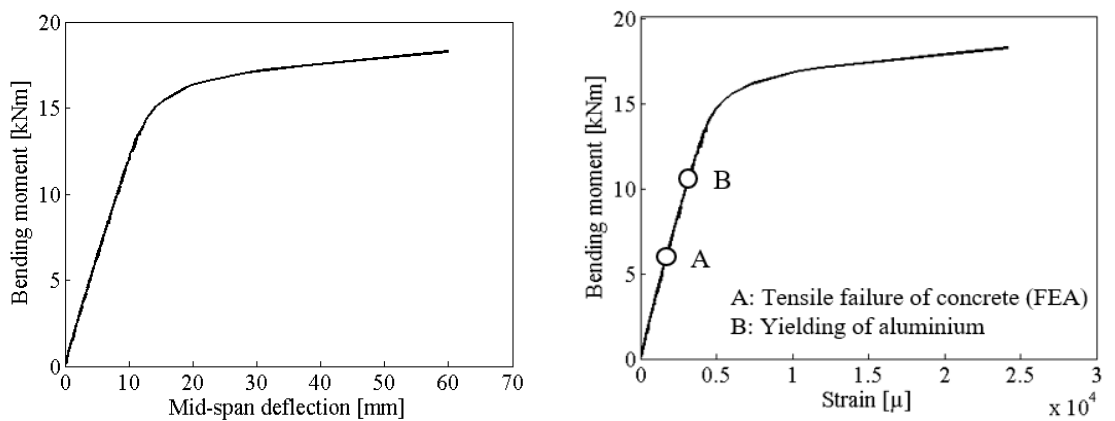 20
15
10
5
0
Bending moment [kNm]
0 10 20 30 40 50 60 70
Mid-span deflection [mm]
20
15
10
5
0
Bending moment [kNm]
B
A
A: Tensile failure of concrete (FEA)
B: Yielding of aluminium
0 0.5 1 1.5 2 2.5 3
Strain [µ]
x 10⁴